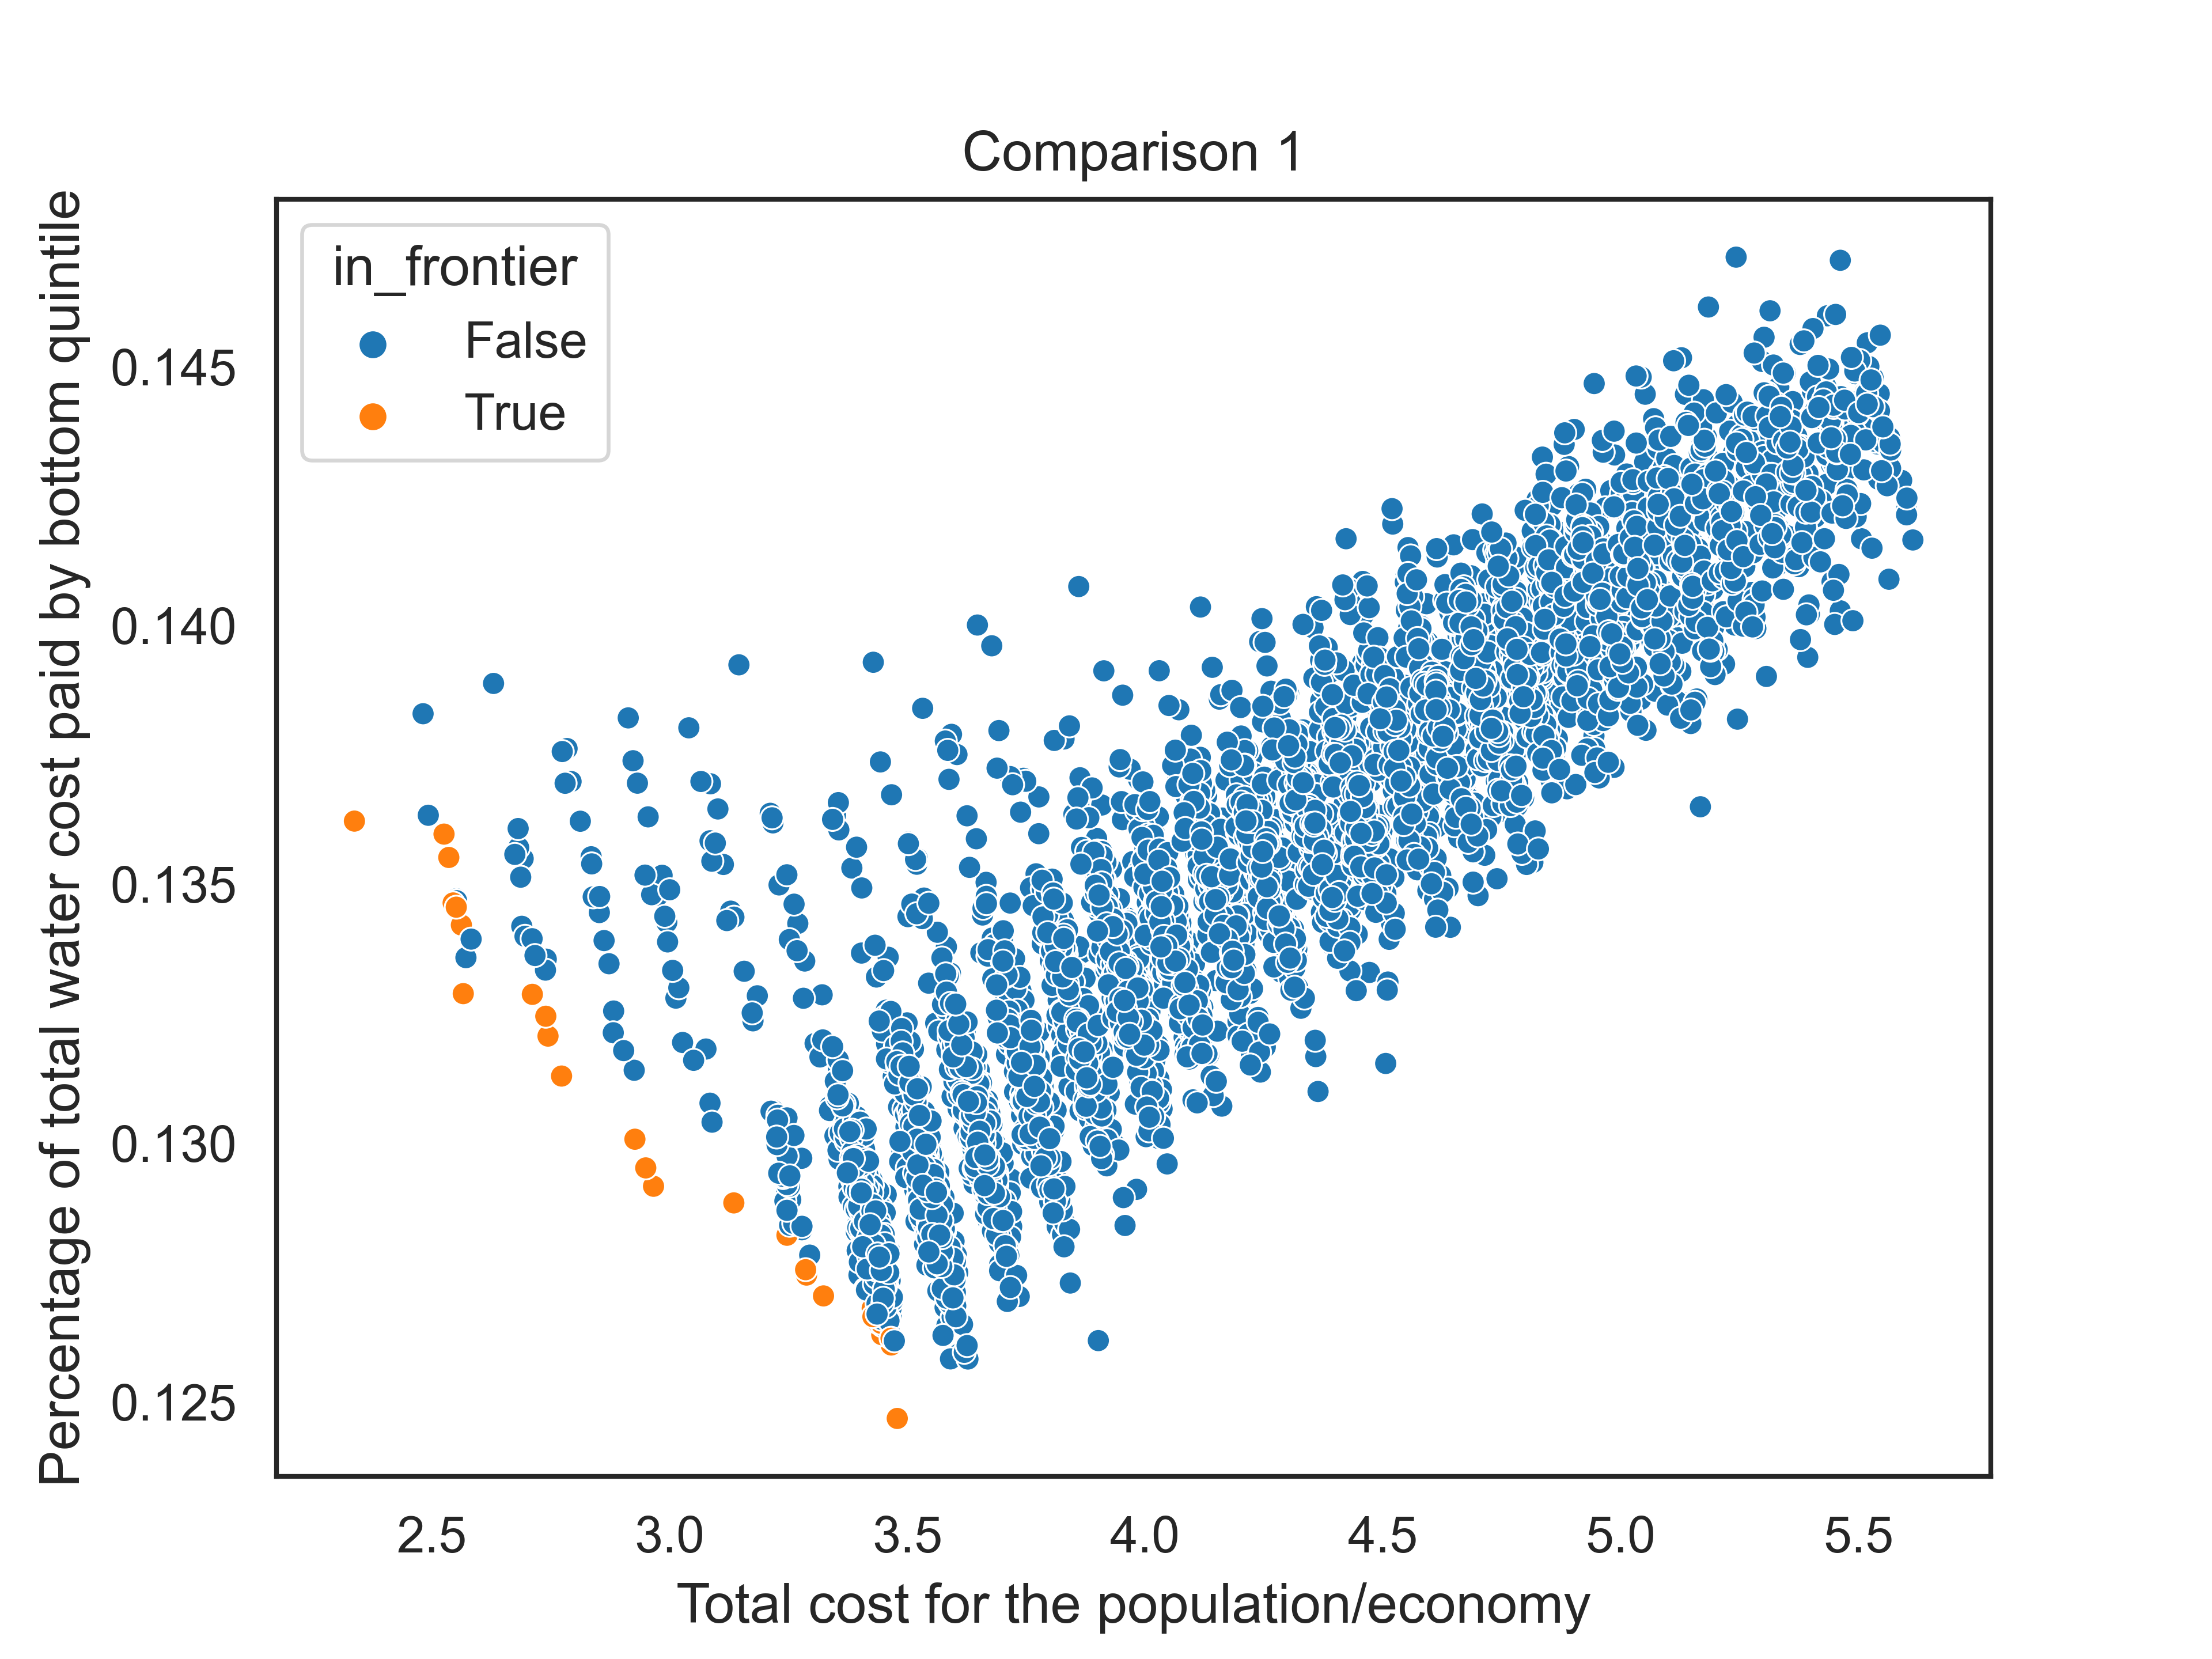 Comparison 1
in_frontier
False
True
Percentage of total water cost paid by bottom quintile
0.145
0.140
0.135
0.130
0.125
2.5 3.0 3.5 4.0 4.5 5.0 5.5
Total cost for the population/economy